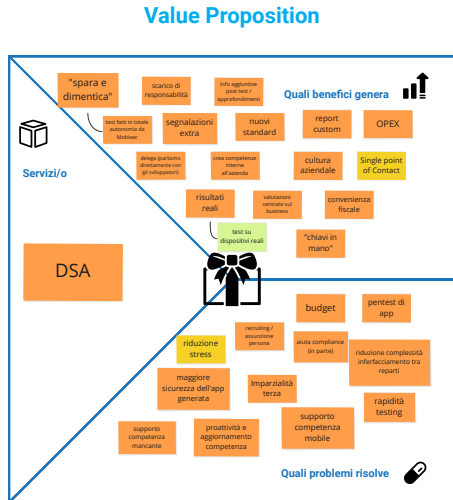 Value Proposition
"spara e
dimentica"
scarico di
responsabilità
info aggiuntive
post test /
approfondimenti
Quali benefici genera
test fatti in totale
autonomia da
Mobisec
segnalazioni
extra
nuovi
standard
report
custom
OPEX
Servizi/o
delega (parliamo
direttamente con
gli sviluppatori)
crea competenze
interne
all'azienda
cultura
aziendale
Single point
of Contact
risultati
reali
valutazioni
centrate sul
business
convenienza
fiscale
test su
dispositivi reali
"chiavi in
mano"
DSA
budget
pentest di
app
riduzione
stress
recruiting /
assunzione
persona
aiuta compliance
(in parte)
riduzione complessità
inferfacciamento tra
reparti
maggiore
sicurezza dell'app
generata
Imparzialità
terza
rapidità
testing
supporto
competenza
mancante
proattività e
aggiornamento
competenza
supporto
competenza
mobile
Quali problemi risolve